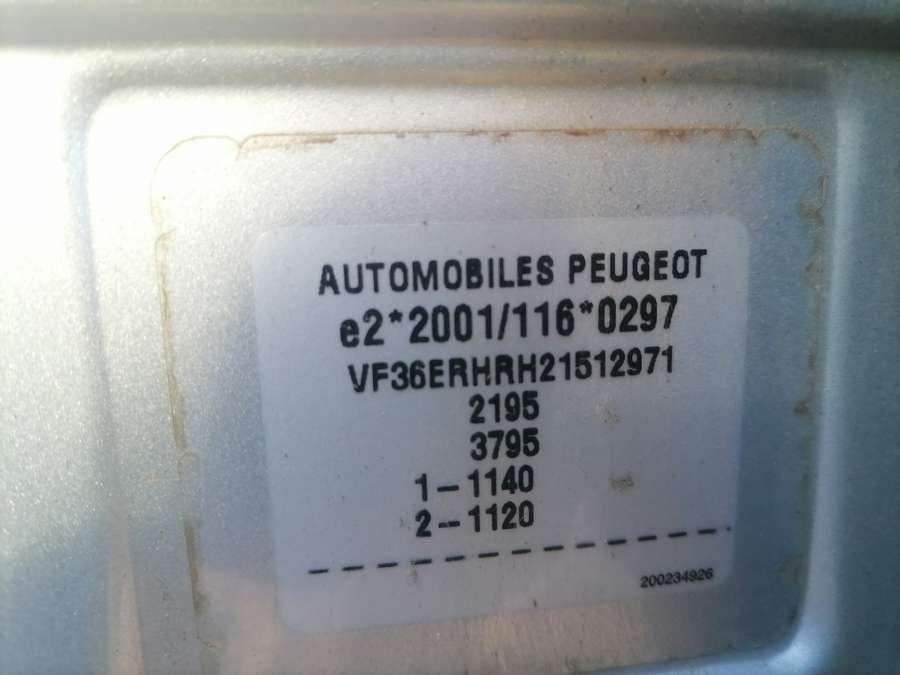 AUTOMOBILES PEUGEOT
e2*2001/116*0297
VF36ERHRH21512971
2195
3795
1-1140
2-1120
200234926